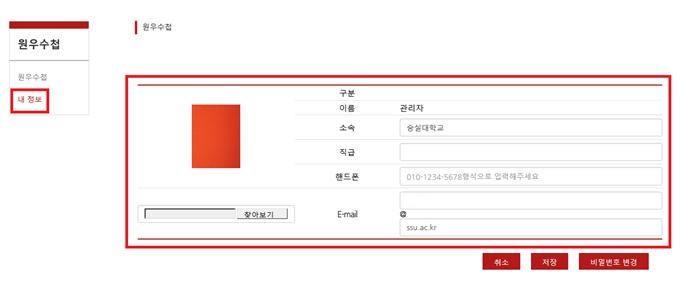 원우수첩
원우수첩
내 정보
원우수첩
구분
이름 관리자
소속 숭실대학교
직급
핸드폰 010-1234-5678형식으로 입력해주세요
찾아보기
E-mail
@
ssu.ac.kr
취소 저장 비밀번호 변경